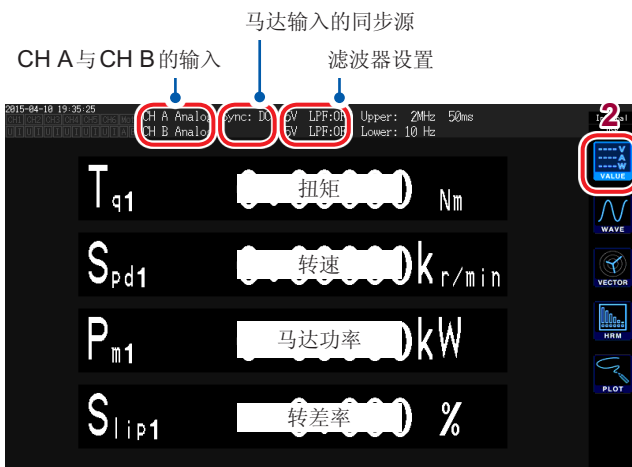 马达输入的同步源
CH A与CH B的输入
滤波器设置
2015-04-10 19:35:25
CH A Analog Sync: DC 5V LPF:OF Upper: 2MHz 50ms
CH B Analog 5V LPF:OF Lower: 10 Hz
2
VALUE
Tq1 扭矩 Nm
WAVE
Spd1 转速 kr/min
VECTOR
Pm1 马达功率 kW
HRM
PLOT
Slip1 转差率 %